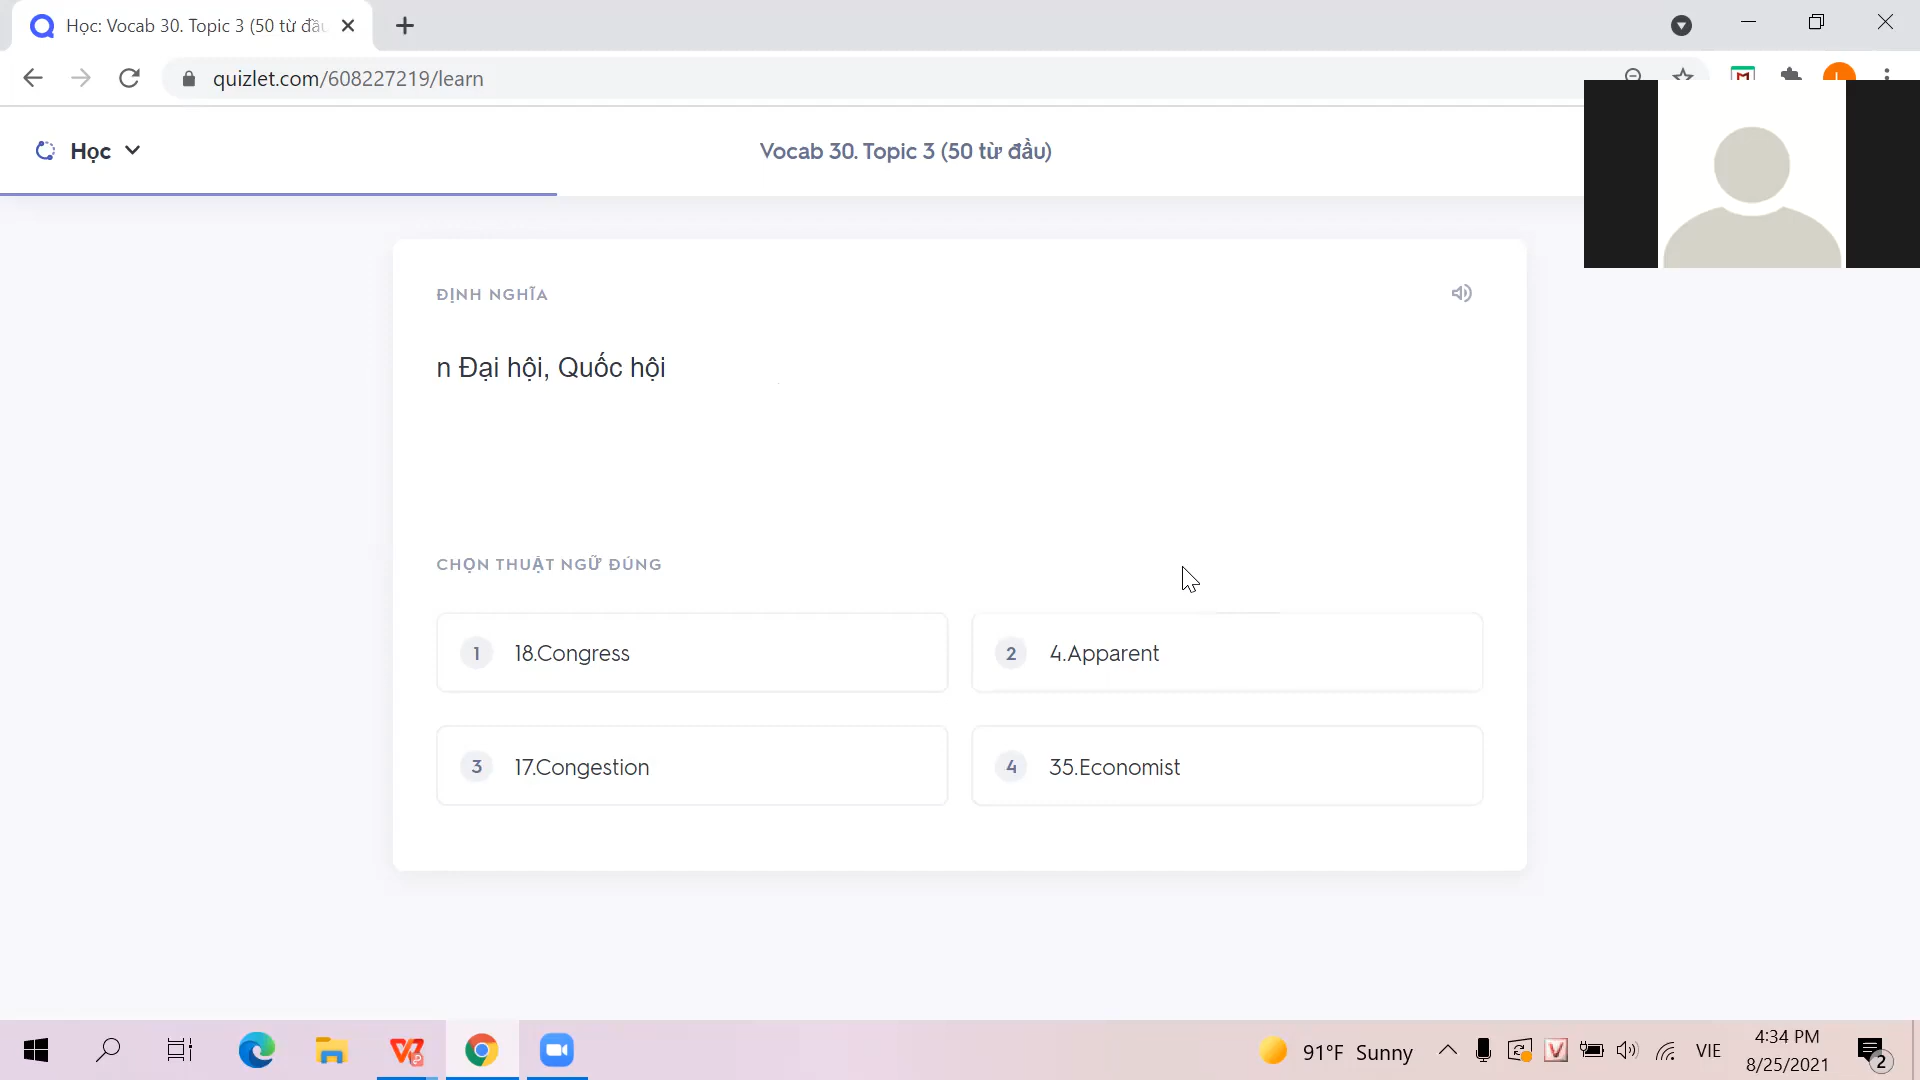 Học: Vocab 30. Topic 3 (50 từ đầu
quizlet.com/608227219/learn
Học
Vocab 30. Topic 3 (50 từ đầu)
ĐỊNH NGHĨA
n Đại hội, Quốc hội
CHỌN THUẬT NGỮ ĐÚNG
1 18.Congress
2 4.Apparent
3 17.Congestion
4 35.Economist
91°F Sunny
VIE
4:34 PM
8/25/2021
2